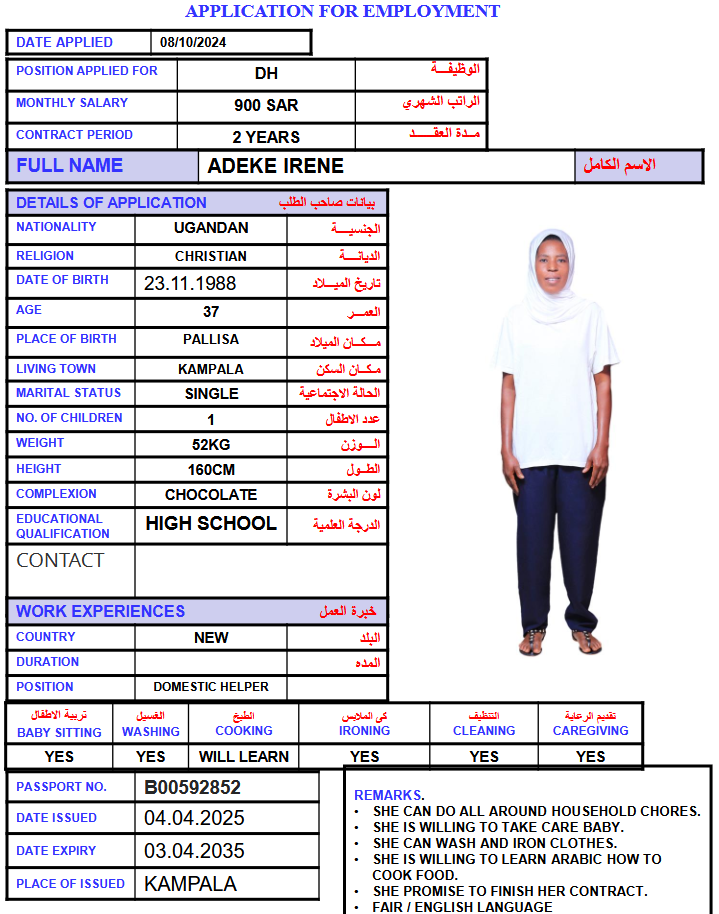 APPLICATION FOR EMPLOYMENT
DATE APPLIED 08/10/2024
POSITION APPLIED FOR DH الوظيفـــة
MONTHLY SALARY 900 SAR الراتب الشهري
CONTRACT PERIOD 2 YEARS مـدة العقــــد
FULL NAME ADEKE IRENE الاسم الكامل
DETAILS OF APPLICATION بيانات صاحب الطلب
NATIONALITY UGANDAN الجنسيـــة
RELIGION CHRISTIAN الديانـــة
DATE OF BIRTH 23.11.1988 تاريخ الميـــلاد
AGE 37 العمـــر
PLACE OF BIRTH PALLISA مــكــان الميلاد
LIVING TOWN KAMPALA مكــان السكن
MARITAL STATUS SINGLE الحالة الاجتماعية
NO. OF CHILDREN 1 عدد الاطفال
WEIGHT 52KG الـــوزن
HEIGHT 160CM الطــول
COMPLEXION CHOCOLATE لون البشرة
EDUCATIONAL QUALIFICATION HIGH SCHOOL الدرجة العلمية
CONTACT
WORK EXPERIENCES خبرة العمل
COUNTRY NEW البلد
DURATION المده
POSITION DOMESTIC HELPER
تربية الاطفال الغسيل الطبخ كي الملابس التنظيف تقديم الرعاية
BABY SITTING WASHING COOKING IRONING CLEANING CAREGIVING
YES YES WILL LEARN YES YES YES
PASSPORT NO. B00592852
DATE ISSUED 04.04.2025
DATE EXPIRY 03.04.2035
PLACE OF ISSUED KAMPALA
REMARKS.
• SHE CAN DO ALL AROUND HOUSEHOLD CHORES.
• SHE IS WILLING TO TAKE CARE BABY.
• SHE CAN WASH AND IRON CLOTHES.
• SHE IS WILLING TO LEARN ARABIC HOW TO
COOK FOOD.
• SHE PROMISE TO FINISH HER CONTRACT.
• FAIR / ENGLISH LANGUAGE